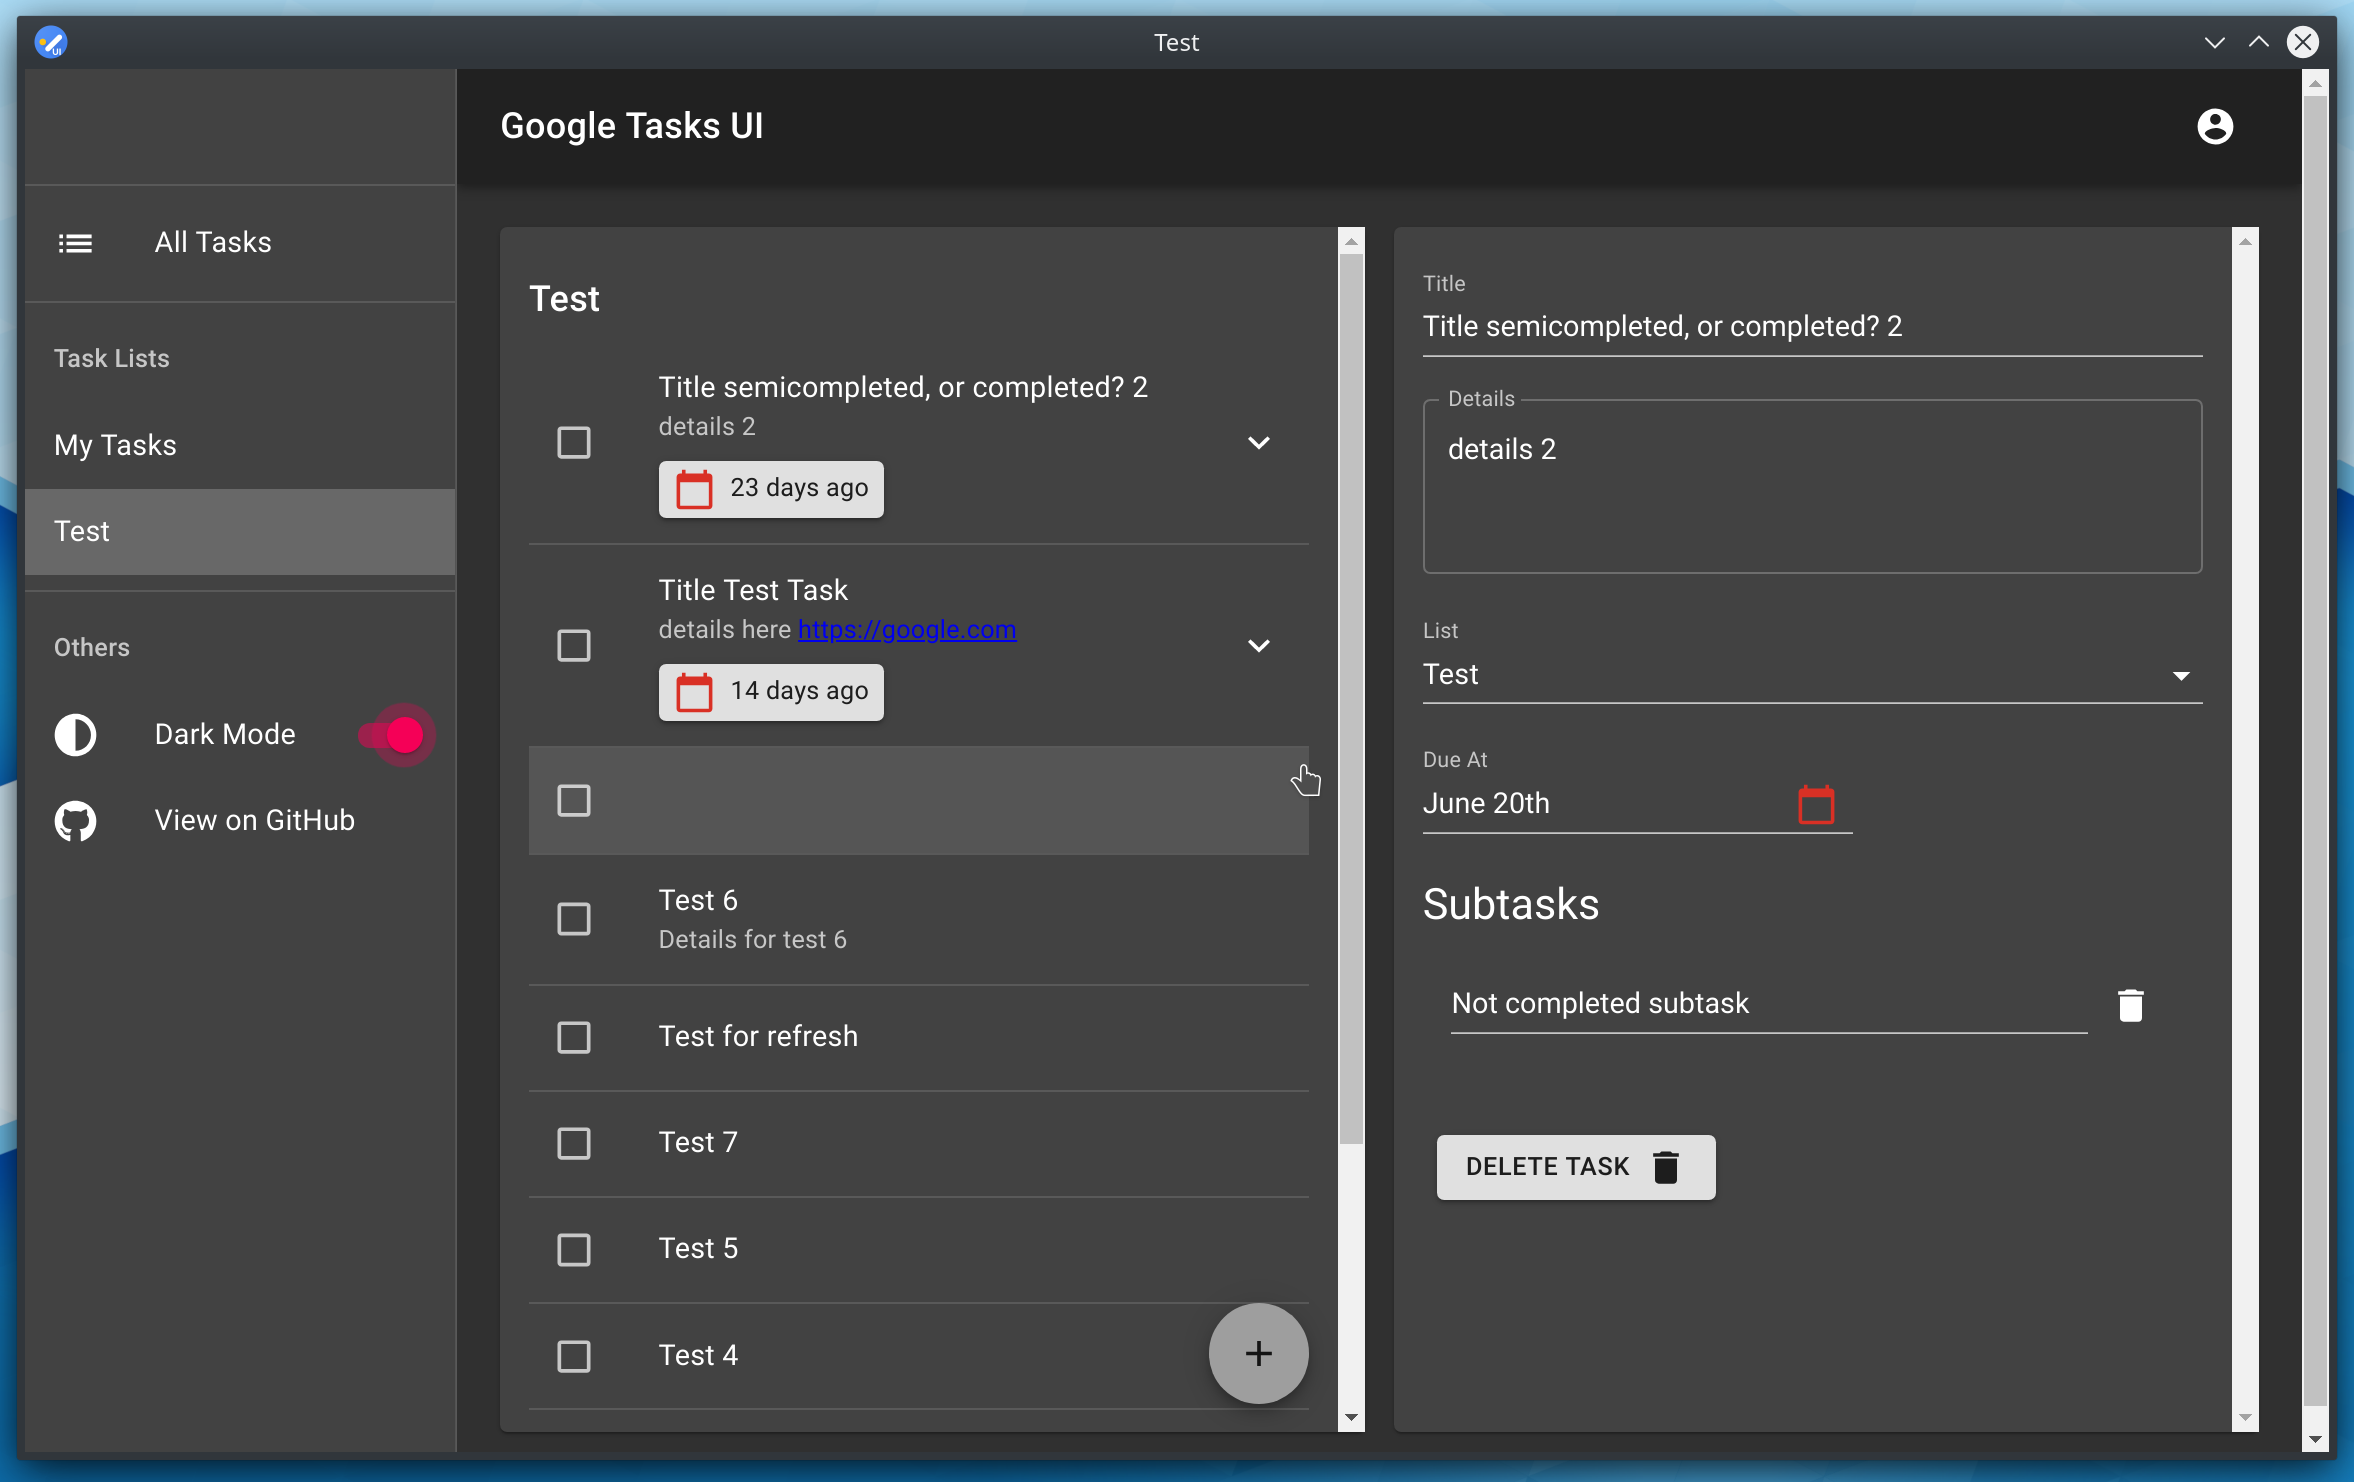 Test
UI
Google Tasks UI
All Tasks
Task Lists
My Tasks
Test
Others
Dark Mode
View on GitHub
Test
Title semicompleted, or completed? 2
details 2
23 days ago
Title Test Task
details here https://google.com
14 days ago
Test 6
Details for test 6
Test for refresh
Test 7
Test 5
Test 4
+
Title
Title semicompleted, or completed? 2
Details
details 2
List
Test
Due At
June 20th
Subtasks
Not completed subtask
DELETE TASK